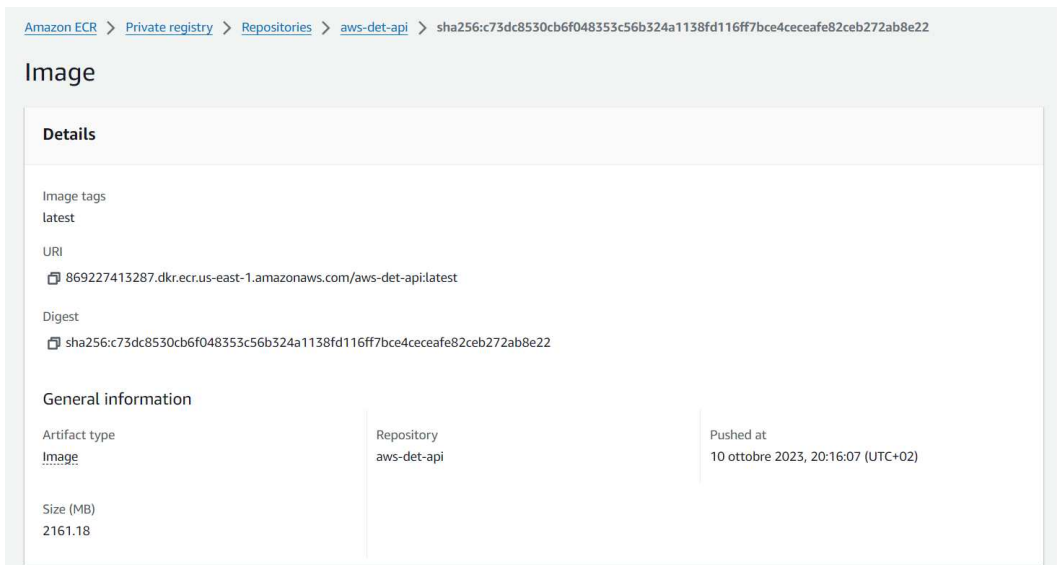 Amazon ECR > Private registry > Repositories > aws-det-api > sha256:c73dc8530cb6f048353c56b324a1138fd116ff7bce4ceceafe82ceb272ab8e22
Image
Details
Image tags
latest
URI
869227413287.dkr.ecr.us-east-1.amazonaws.com/aws-det-api:latest
Digest
sha256:c73dc8530cb6f048353c56b324a1138fd116ff7bce4ceceafe82ceb272ab8e22
General information
Artifact type
Image
Repository
aws-det-api
Pushed at
10 ottobre 2023, 20:16:07 (UTC+02)
Size (MB)
2161.18